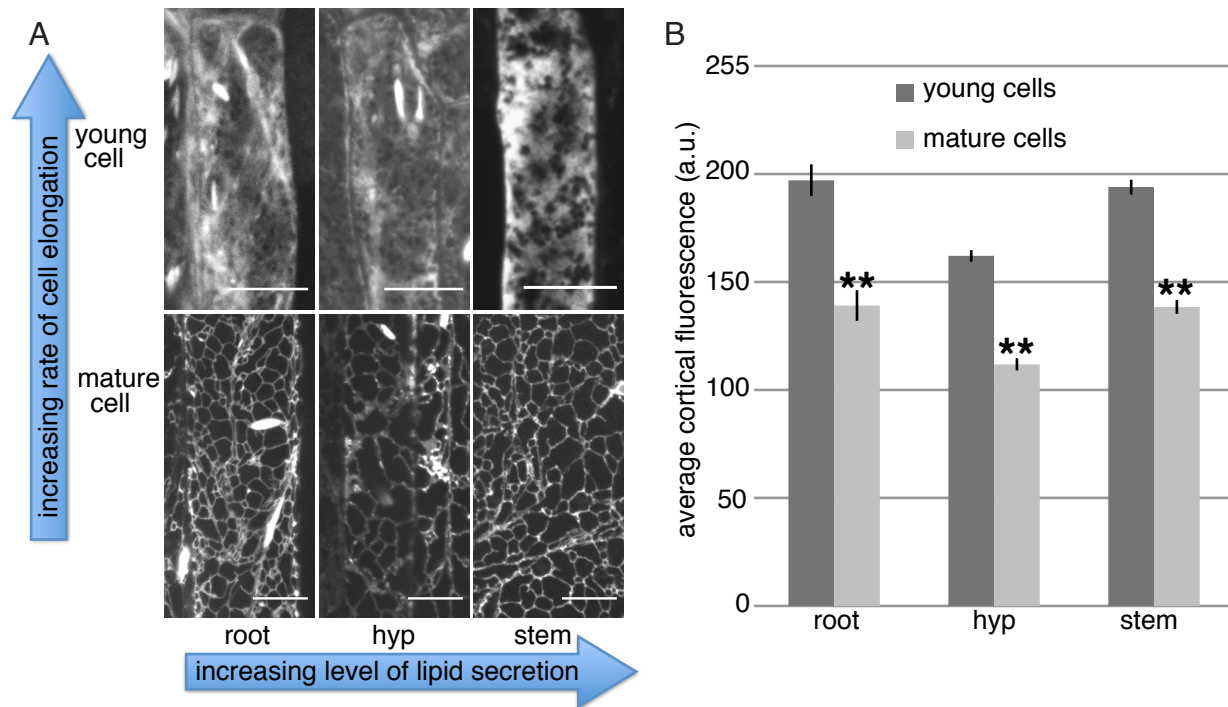 A
increasing rate of cell elongation
young
cell
mature
cell
root
hyp
stem
increasing level of lipid secretion
B
average cortical fluorescence (a.u.)
255
200
150
100
50
0
young cells
mature cells
**
**
**
root
hyp
stem